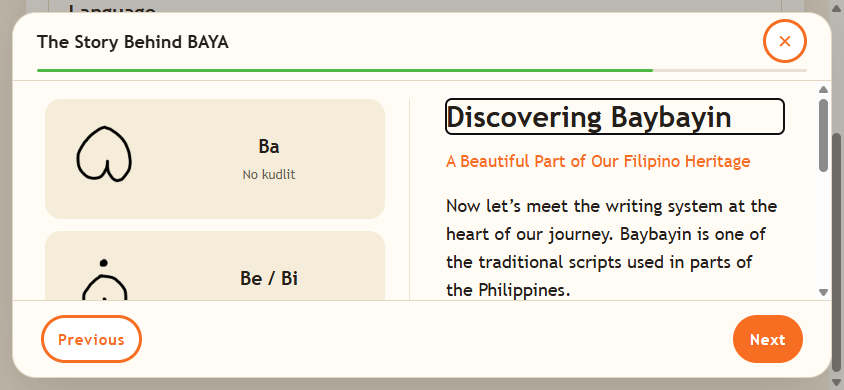 Language
The Story Behind BAYA
ᜊ
Ba
No kudlit
ᜊᜒ
Be / Bi
Discovering Baybayin
A Beautiful Part of Our Filipino Heritage
Now let’s meet the writing system at the
heart of our journey. Baybayin is one of
the traditional scripts used in parts of
the Philippines.
Previous
Next